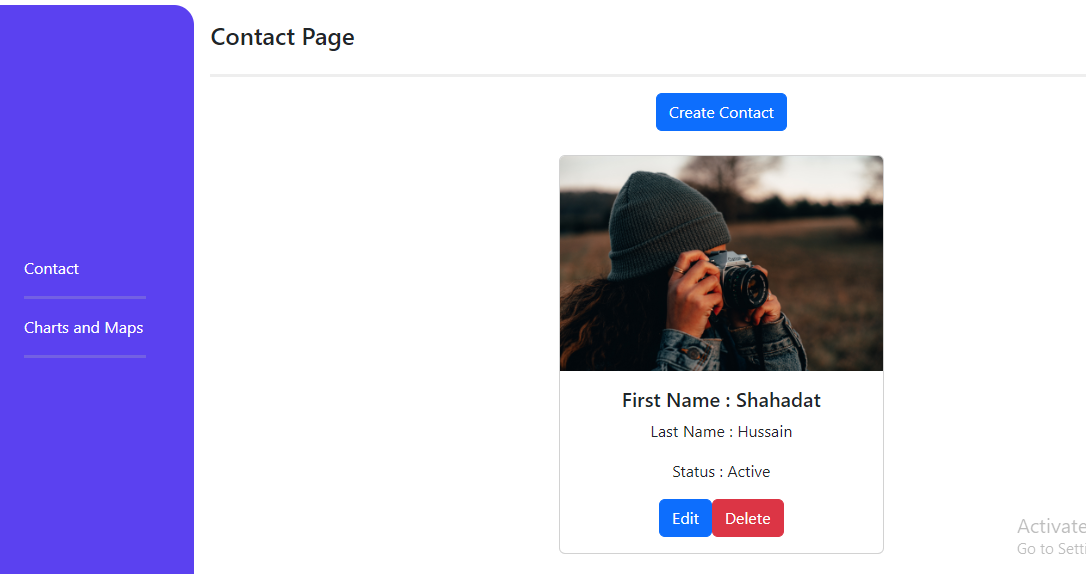 Contact Page
Create Contact
Contact
Charts and Maps
First Name : Shahadat
Last Name : Hussain
Status : Active
Edit
Delete
Activate
Go to Setti